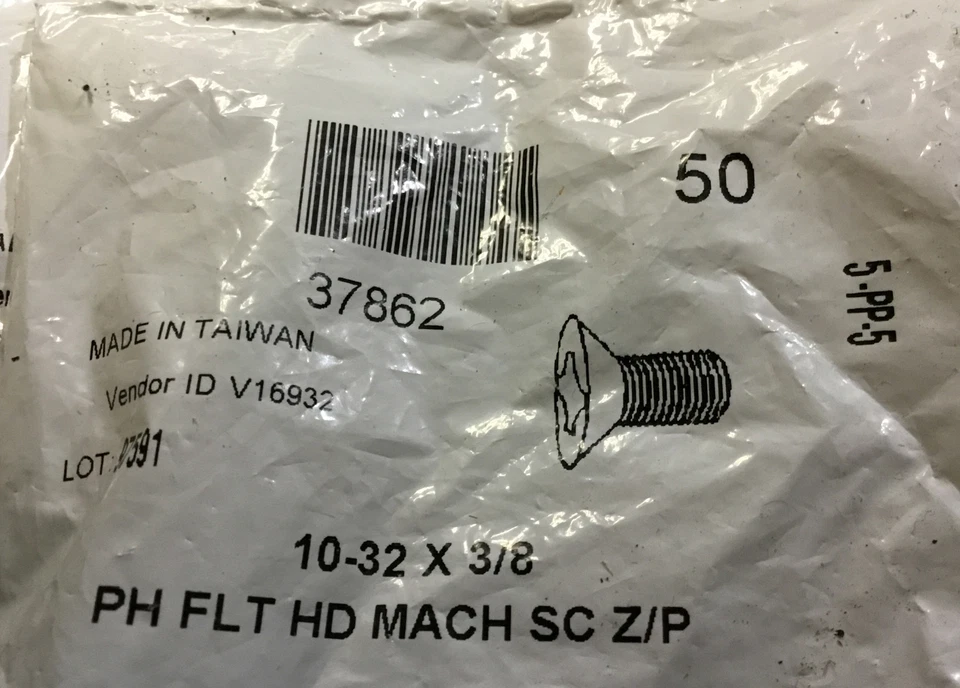 50
37862
5-PP-5
MADE IN TAIWAN
Vendor ID V16932
LOT:
10-32 X 3/8
PH FLT HD MACH SC Z/P